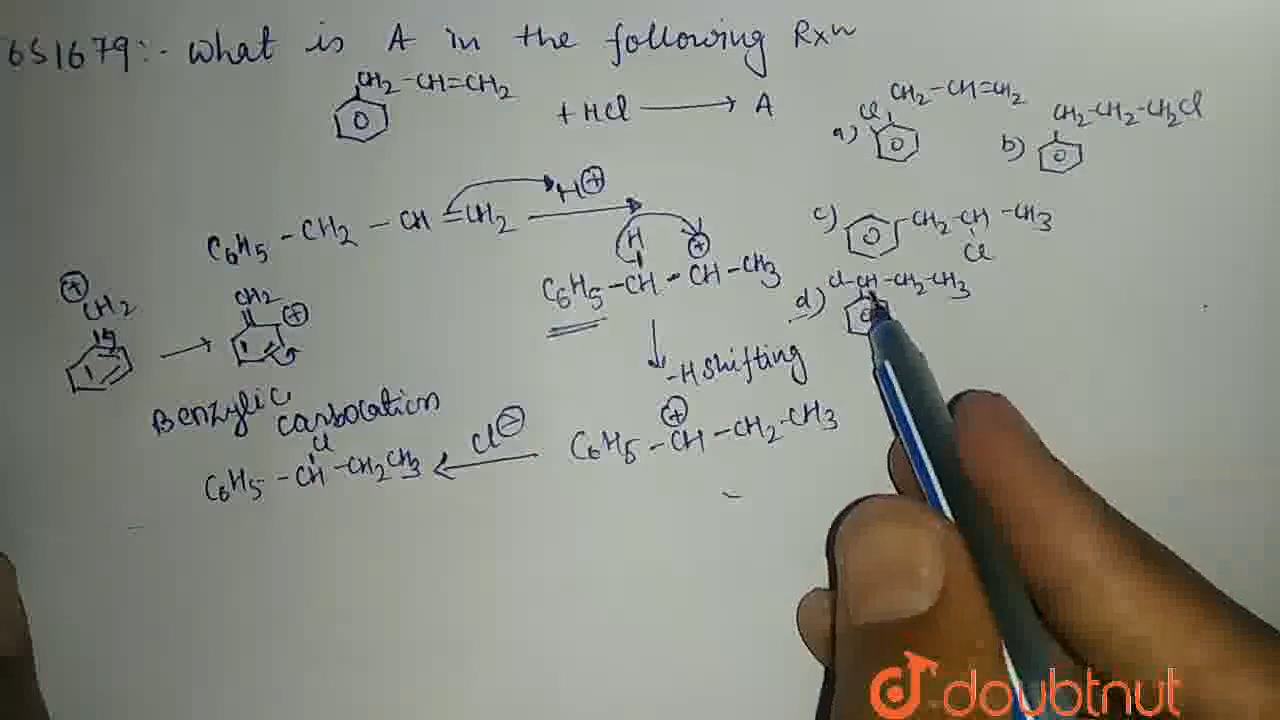 651679:- What is A in the following Rxn
CH2-CH=CH2
+ HCl → A
a) Cl CH2-CH=CH2
b) CH2-CH2-CH2Cl
C6H5-CH2-CH=CH2 → H⊕
c) CH2-CH-CH3
Cl
H ⊕
C6H5-CH-CH-CH3
d) Cl-CH-CH2-CH3
⊕CH2 → CH2 ⊕
-H shifting
Benzylic
carbocation
⊕
C6H5-CH-CH2-CH3
Cl⊖
Cl
C6H5-CH-CH2CH3
doubtnut